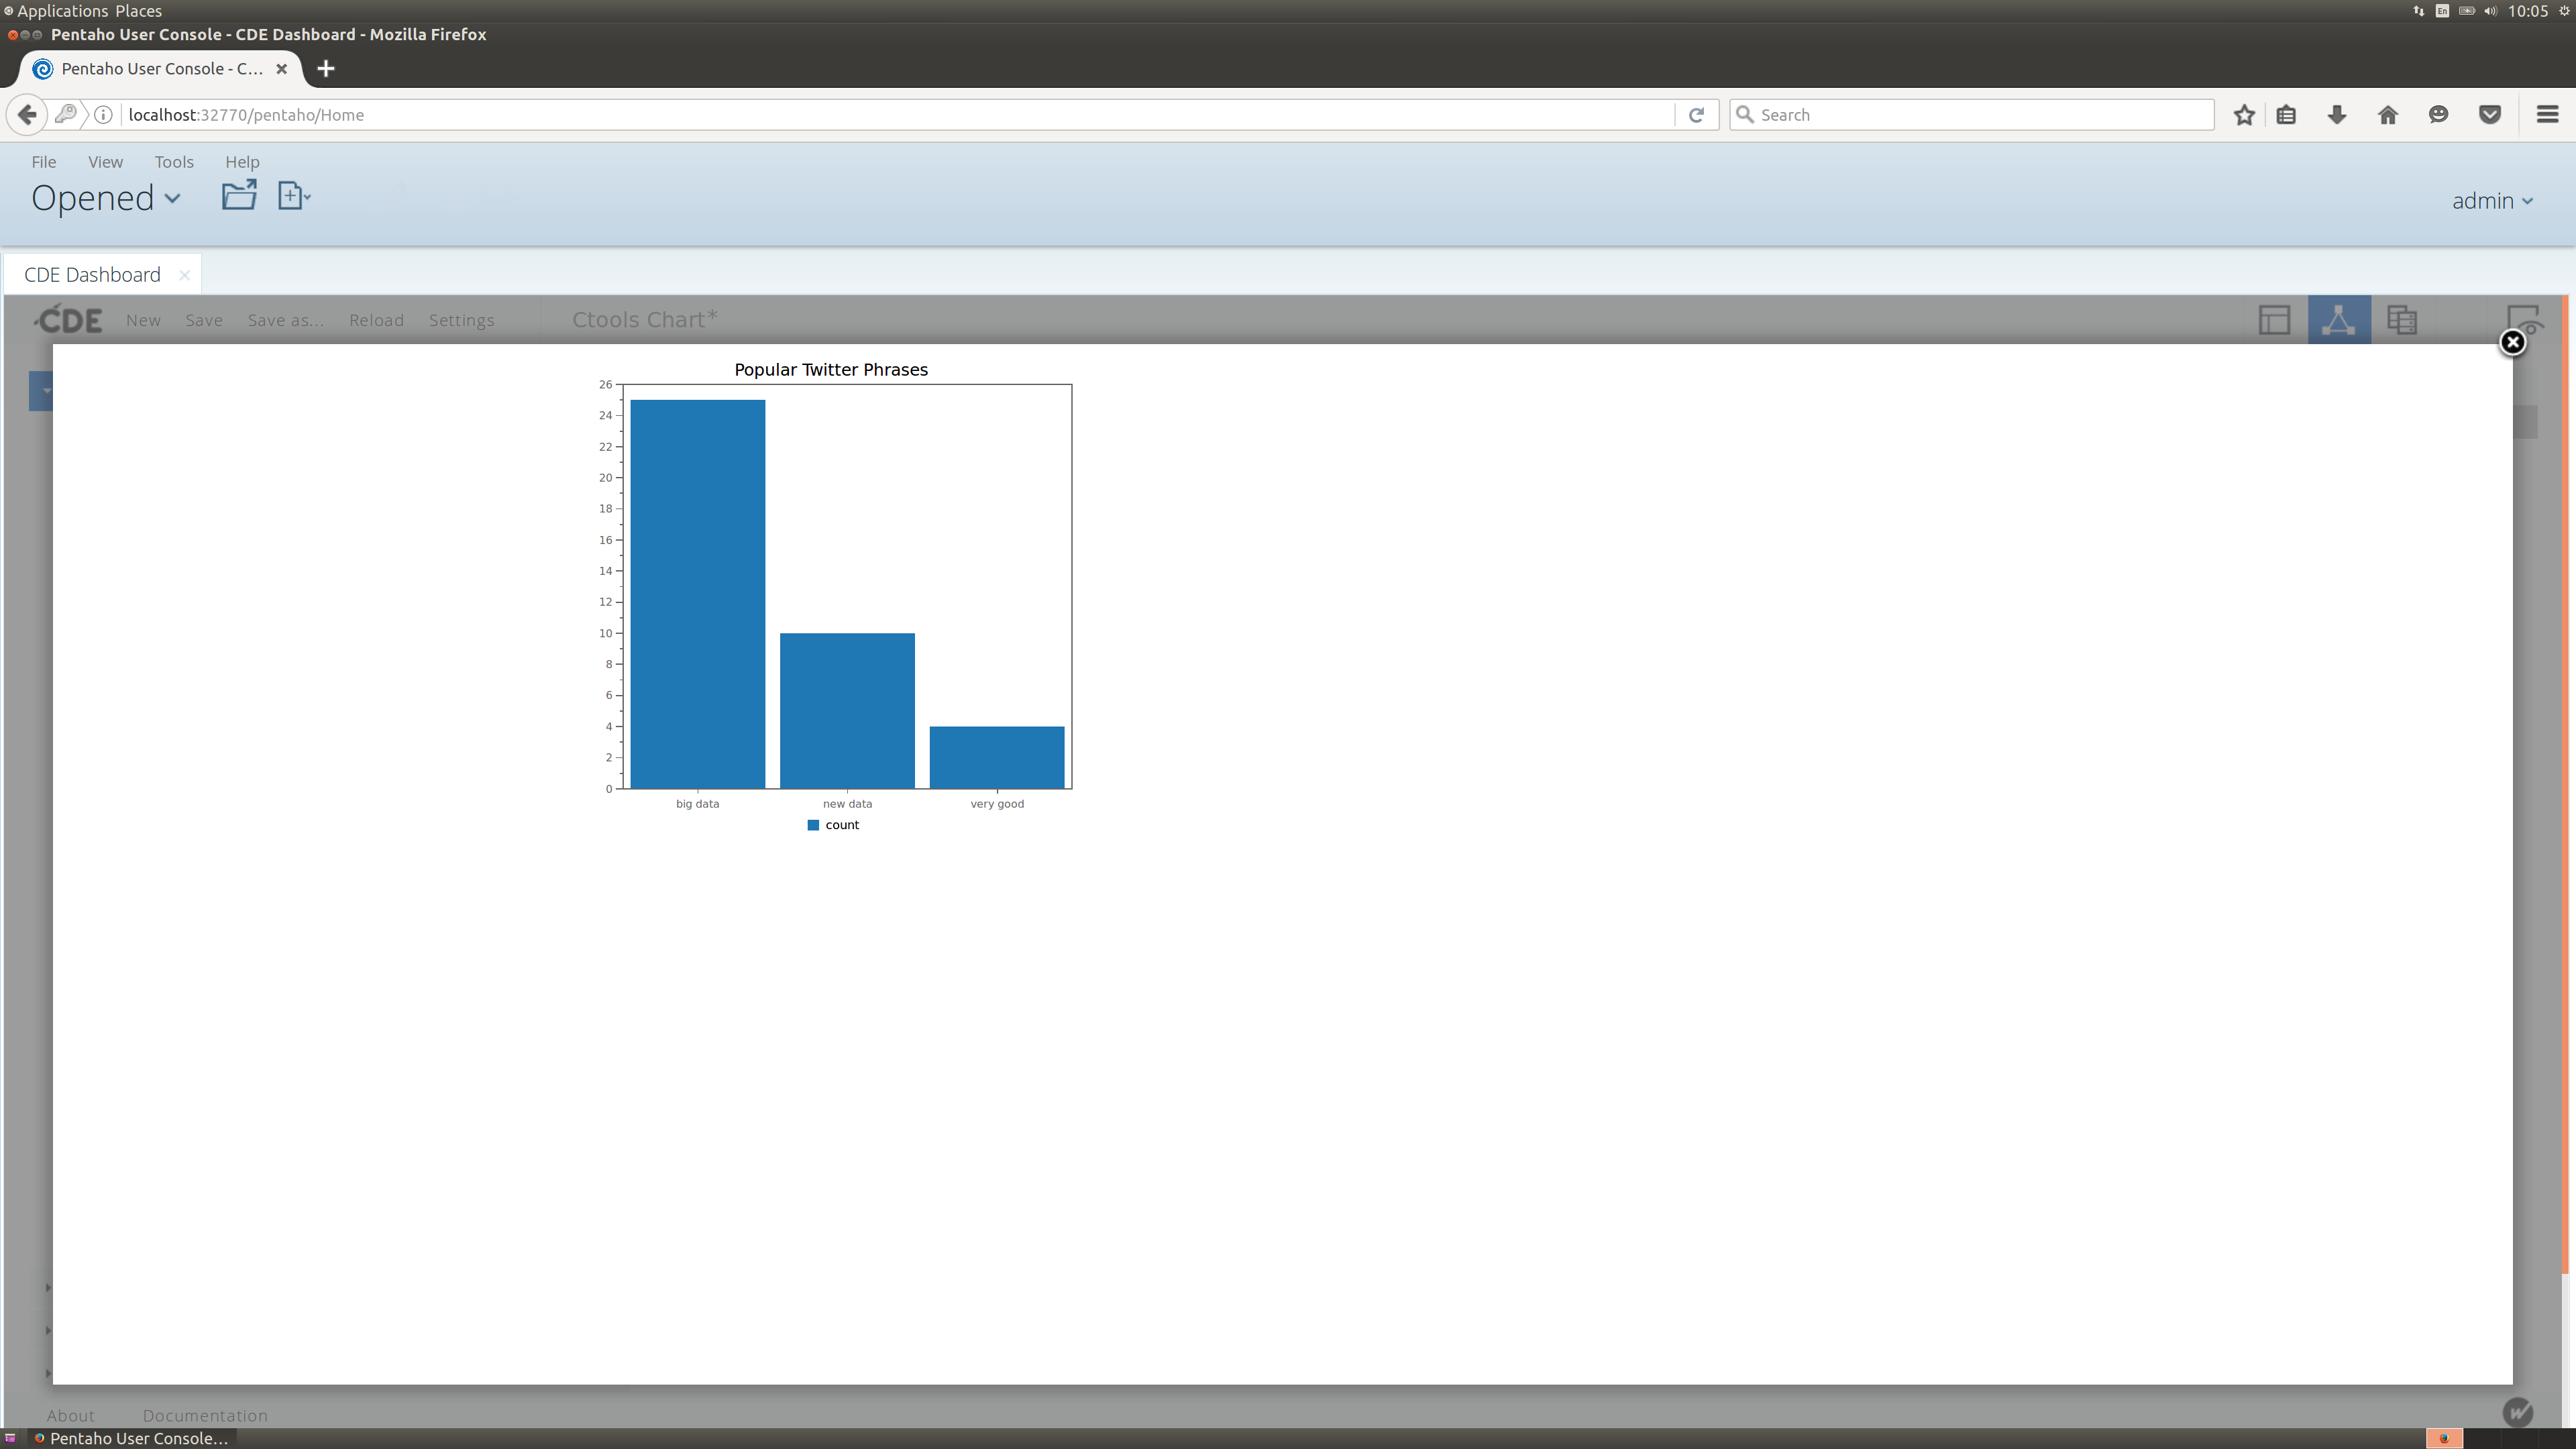 Applications Places
En 10:05
Pentaho User Console - CDE Dashboard - Mozilla Firefox
Pentaho User Console - C...
localhost:32770/pentaho/Home
Search
File View Tools Help
Opened
admin
CDE Dashboard
CDE New Save Save as... Reload Settings Ctools Chart*
Popular Twitter Phrases
26
24
22
20
18
16
14
12
10
8
6
4
2
0
big data new data very good
count
About Documentation
Pentaho User Console...